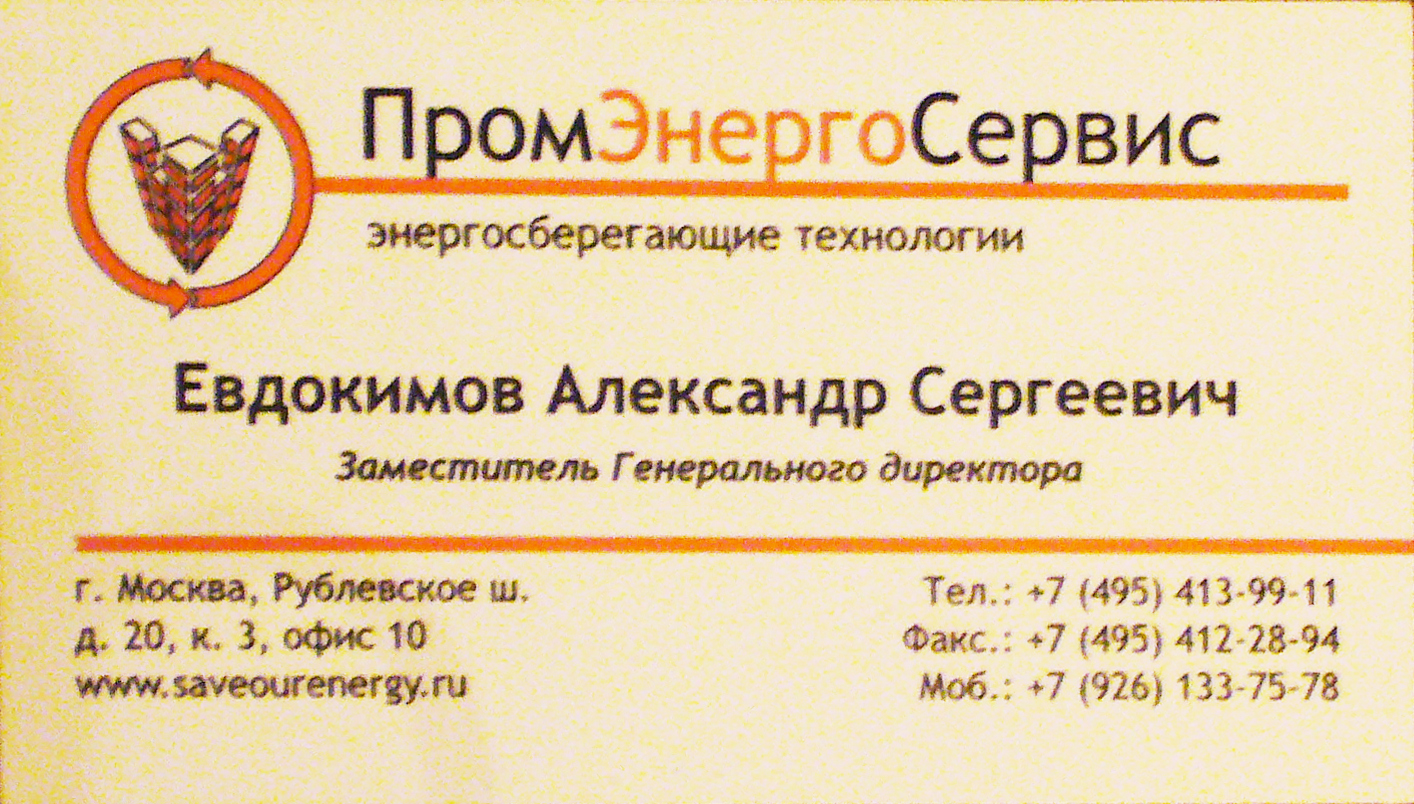 ПромЭнергоСервис
энергосберегающие технологии
Евдокимов Александр Сергеевич
Заместитель Генерального директора
г. Москва, Рублевское ш.
д. 20, к. 3, офис 10
www.saveourenergy.ru
Тел.: +7 (495) 413-99-11
Факс.: +7 (495) 412-28-94
Моб.: +7 (926) 133-75-78